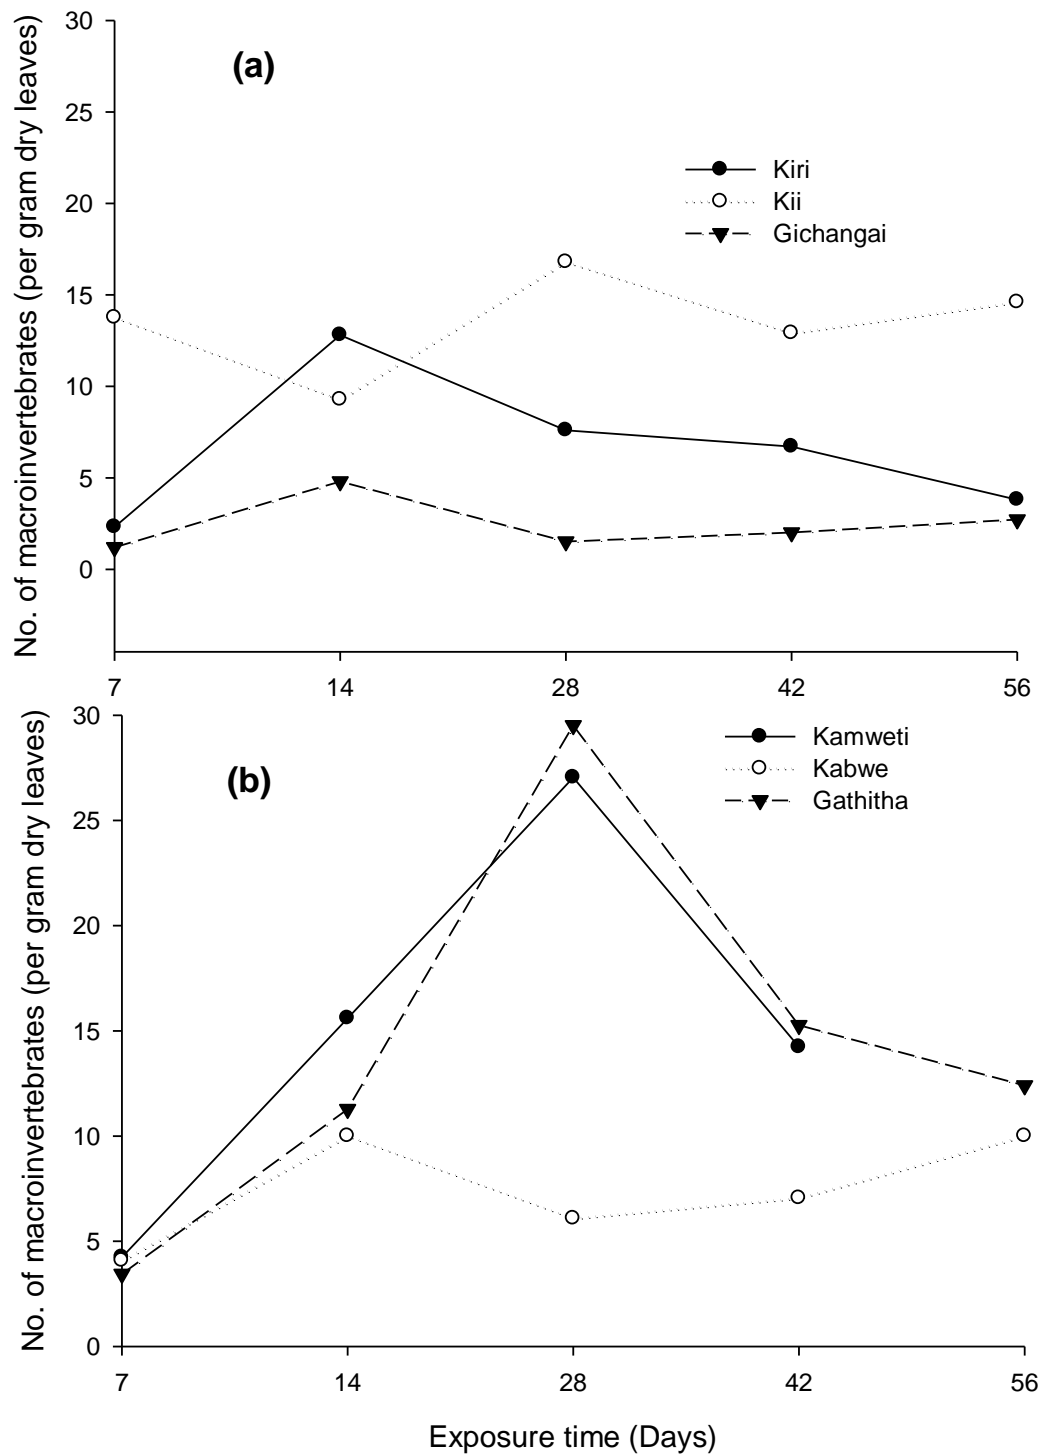 No. of macroinvertebrates (per gram dry leaves)
30
25
20
15
10
5
0
(a)
Kiri
Kii
Gichangai
7 14 28 42 56
No. of macroinvertebrates (per gram dry leaves)
30
25
20
15
10
5
0
(b)
Kamweti
Kabwe
Gathitha
7 14 28 42 56
Exposure time (Days)